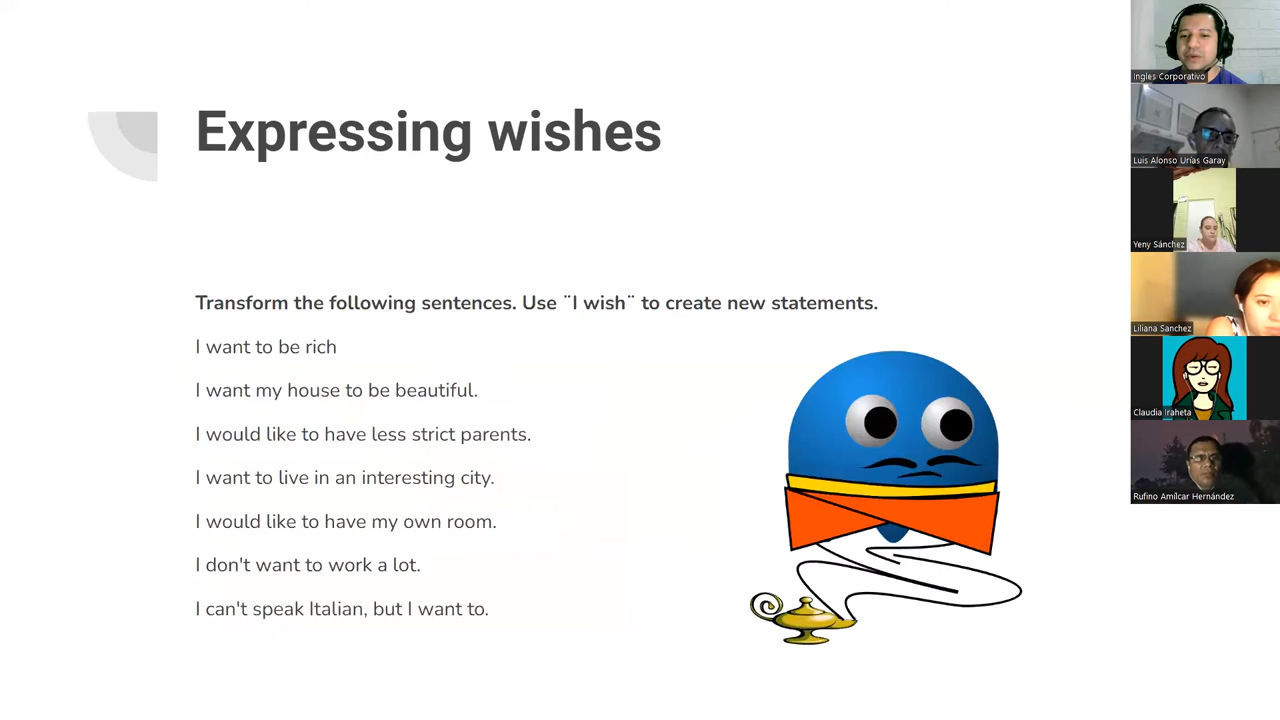 Expressing wishes
Transform the following sentences. Use ¨I wish¨ to create new statements.
I want to be rich
I want my house to be beautiful.
I would like to have less strict parents.
I want to live in an interesting city.
I would like to have my own room.
I don't want to work a lot.
I can't speak Italian, but I want to.
Ingles Corporativo
Luis Alonso Urías Garay
Yeny Sánchez
Liliana Sanchez
Claudia Iraheta
Rufino Amílcar Hernández